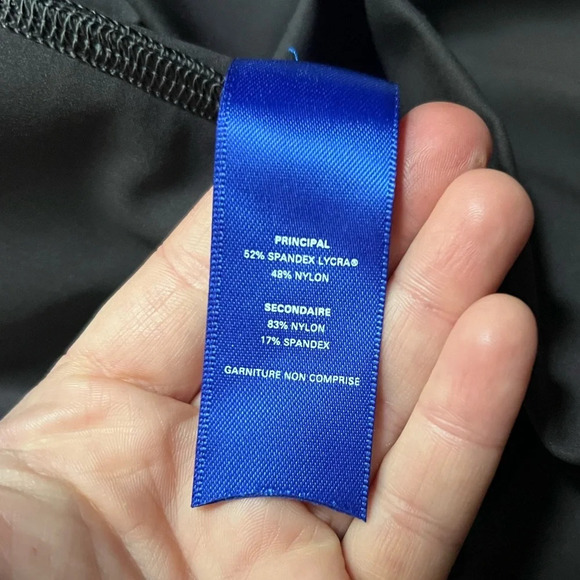 PRINCIPAL
52% SPANDEX LYCRA®
48% NYLON
SECONDAIRE
83% NYLON
17% SPANDEX
GARNITURE NON COMPRISE